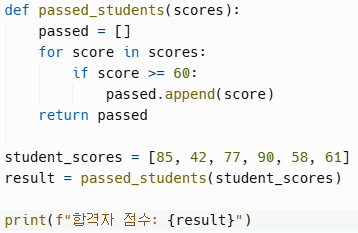 def passed_students(scores):
    passed = []
    for score in scores:
        if score >= 60:
            passed.append(score)
    return passed

student_scores = [85, 42, 77, 90, 58, 61]
result = passed_students(student_scores)

print(f"합격자 점수: {result}")